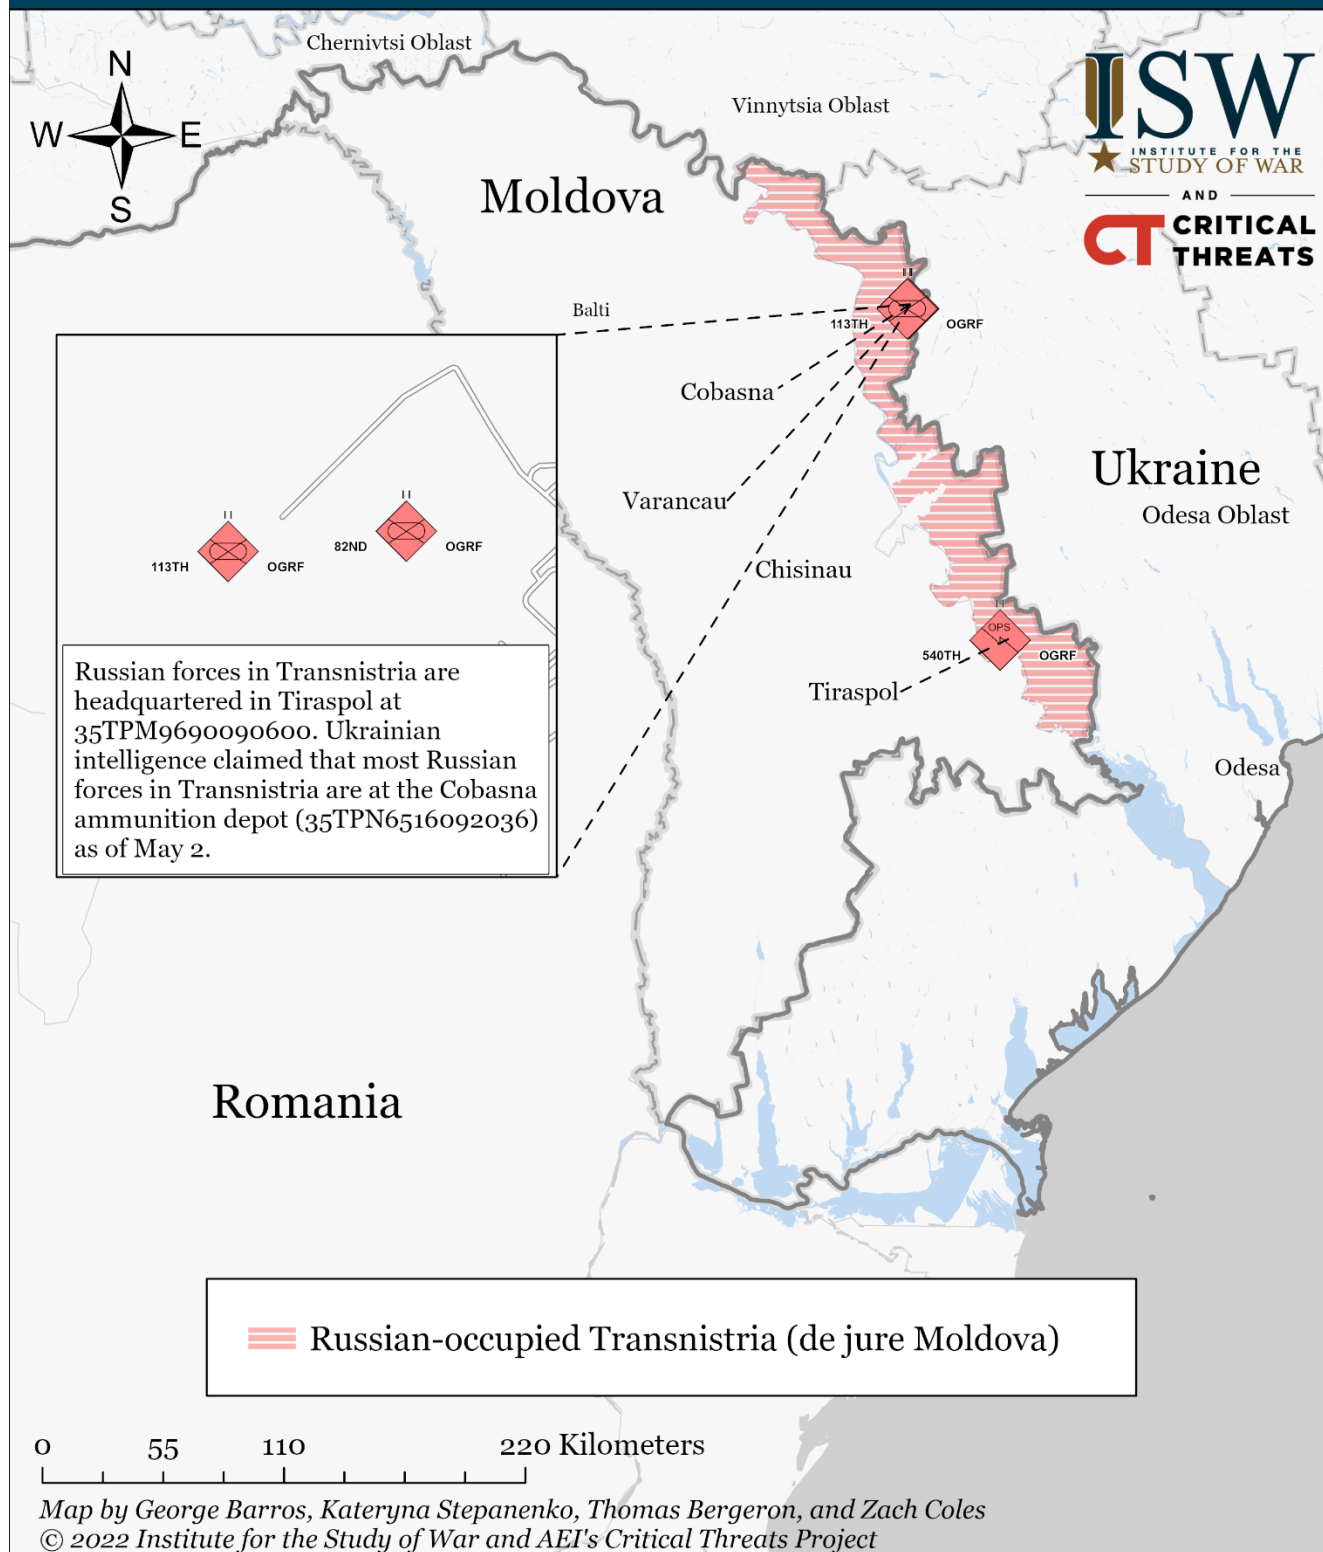 Chernivtsi Oblast
N
W
E
S
Vinnytsia Oblast
ISW
INSTITUTE FOR THE
STUDY OF WAR
AND
CT CRITICAL
THREATS
Moldova
Balti
113TH
OGRF
Cobasna
Ukraine
Odesa Oblast
Varancau
Chisinau
113TH
OGRF
82ND
OGRF
OPS
540TH
OGRF
Tiraspol
Odesa
Russian forces in Transnistria are
headquartered in Tiraspol at
35TPM9690090600. Ukrainian
intelligence claimed that most Russian
forces in Transnistria are at the Cobasna
ammunition depot (35TPN6516092036)
as of May 2.
Romania
Russian-occupied Transnistria (de jure Moldova)
0 55 110 220 Kilometers
Map by George Barros, Kateryna Stepanenko, Thomas Bergeron, and Zach Coles
© 2022 Institute for the Study of War and AEI's Critical Threats Project